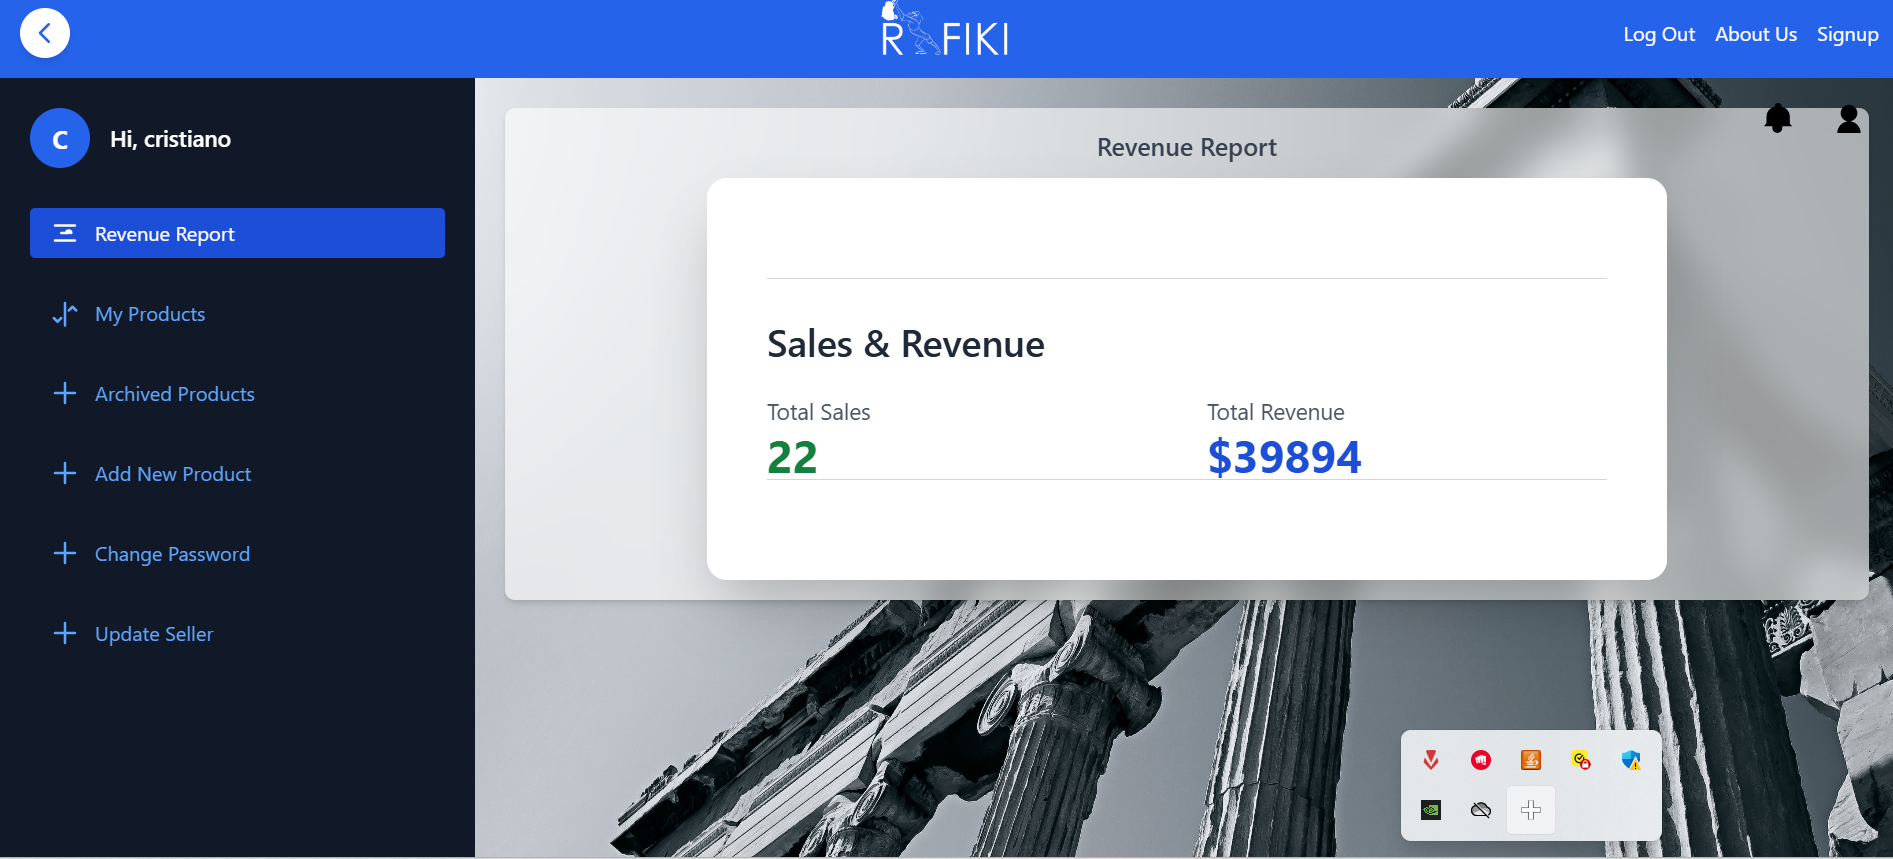 R FIKI
Log Out
About Us
Signup
C
Hi, cristiano
Revenue Report
My Products
Archived Products
Add New Product
Change Password
Update Seller
Revenue Report
Sales & Revenue
Total Sales
22
Total Revenue
$39894